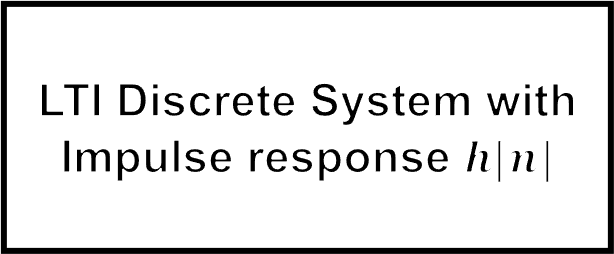 LTI Discrete System with
Impulse response h|n|